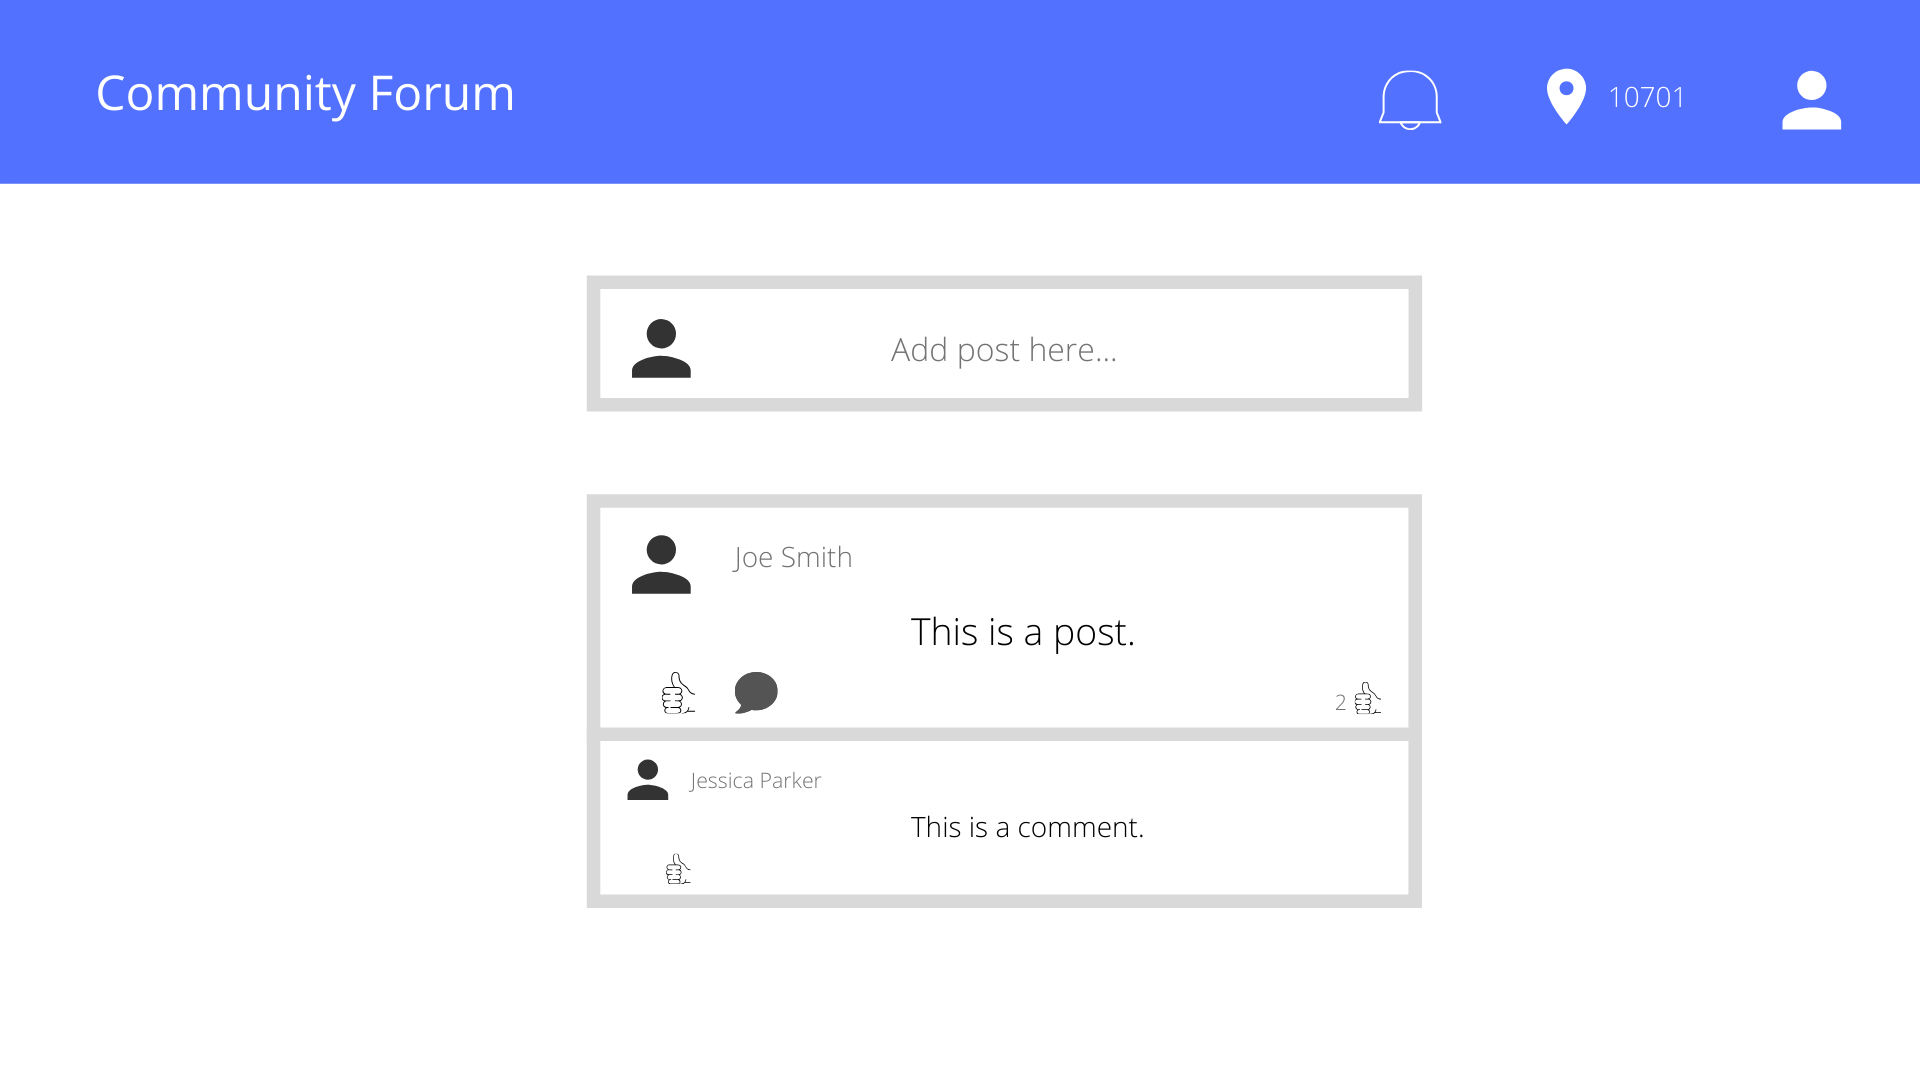 Community Forum
10701
Add post here...
Joe Smith
This is a post.
2
Jessica Parker
This is a comment.